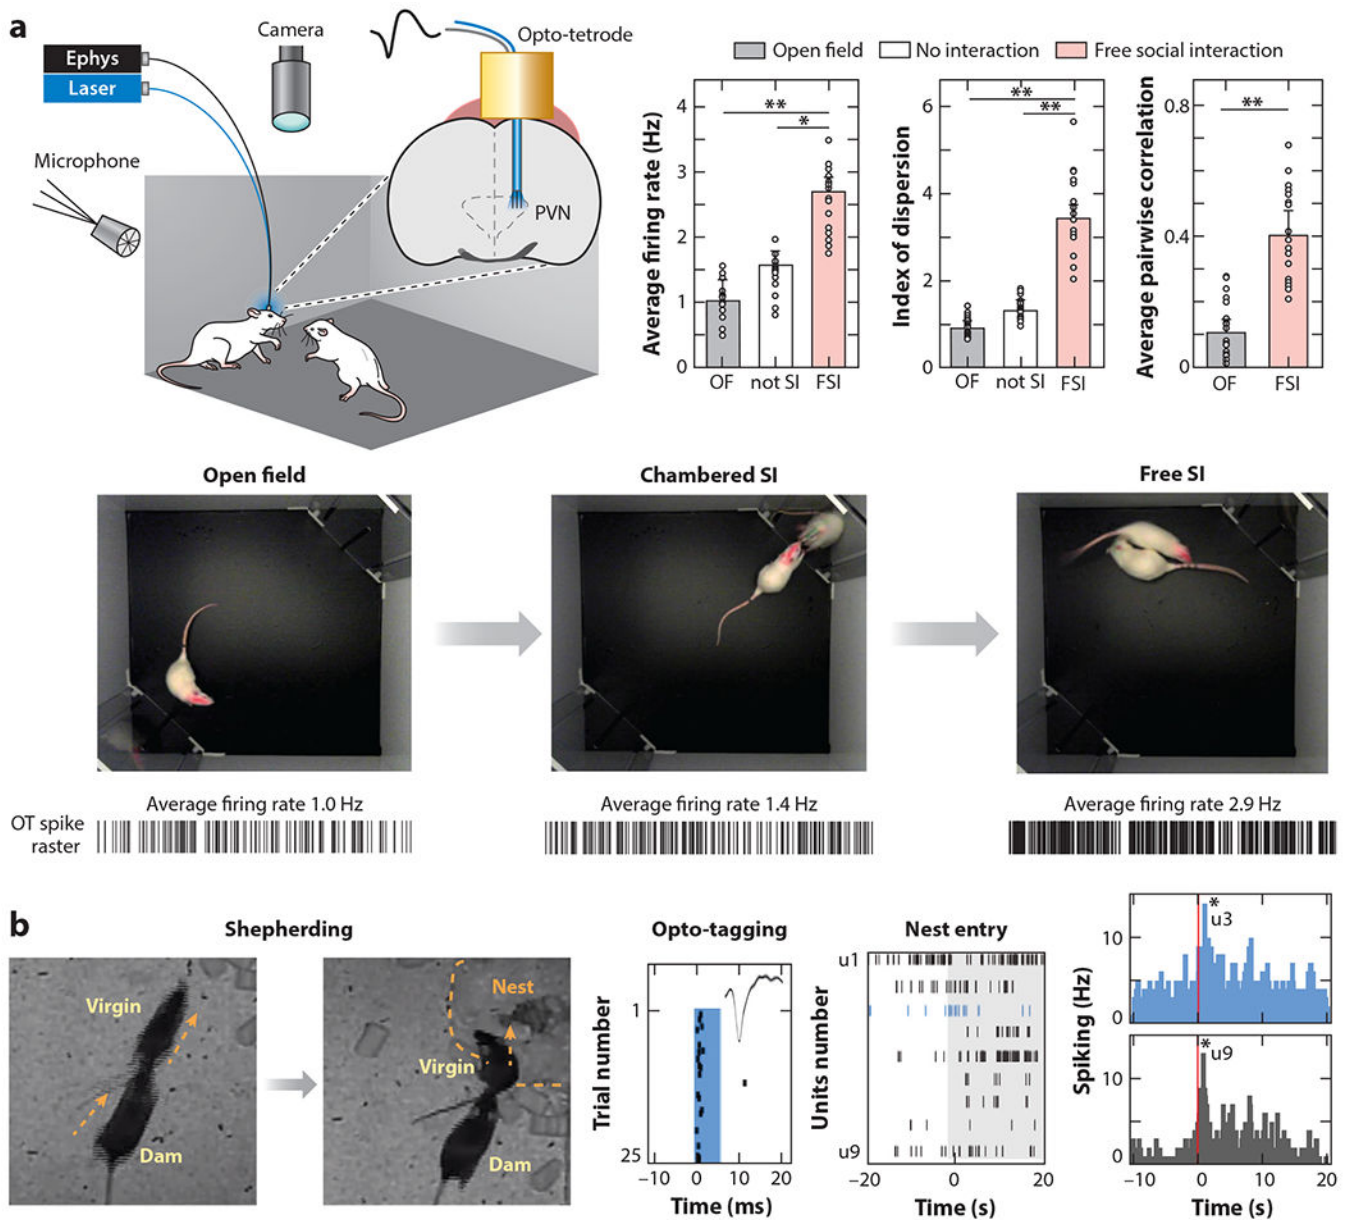 a
Ephys
Laser
Camera
Opto-tetrode
Microphone
PVN
Open field
No interaction
Free social interaction
Average firing rate (Hz)
4
3
2
1
0
**
*
OF
not SI
FSI
Index of dispersion
6
4
2
0
**
**
OF
not SI
FSI
Average pairwise correlation
0.8
0.4
0
**
OF
FSI
Open field
Chambered SI
Free SI
Average firing rate 1.0 Hz
Average firing rate 1.4 Hz
Average firing rate 2.9 Hz
OT spike
raster
b
Shepherding
Virgin
Dam
Nest
Virgin
Dam
Opto-tagging
Trial number
1
25
−10
0
10
20
Time (ms)
Nest entry
Units number
u1
u9
−20
0
20
Time (s)
Spiking (Hz)
10
0
*
u3
10
0
*
u9
−10
0
10
20
Time (s)